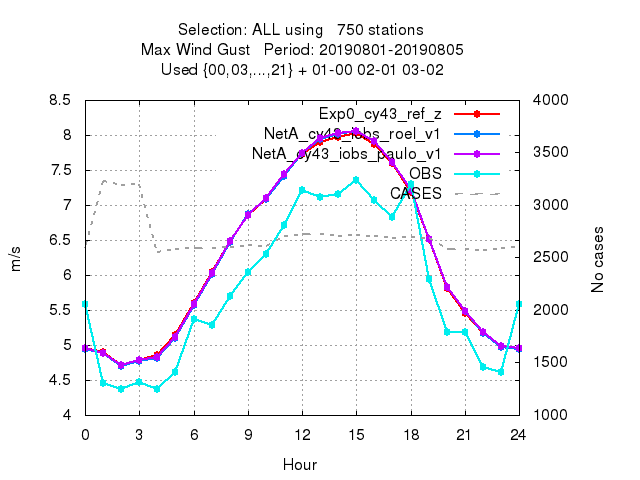 Selection: ALL using   750 stations
Max Wind Gust   Period: 20190801-20190805
Used {00,03,...,21} + 01-00 02-01 03-02
8.5 4000
Exp0_cy43_ref_z
8 NetA_cy43_iobs_roel_v1
3500
NetA_cy43_iobs_paulo_v1
7.5 OBS
CASES
7 3000
6.5
2500
6
5.5 2000
5
1500
4.5
4 1000
0 3 6 9 12 15 18 21 24
m/s
No cases
Hour